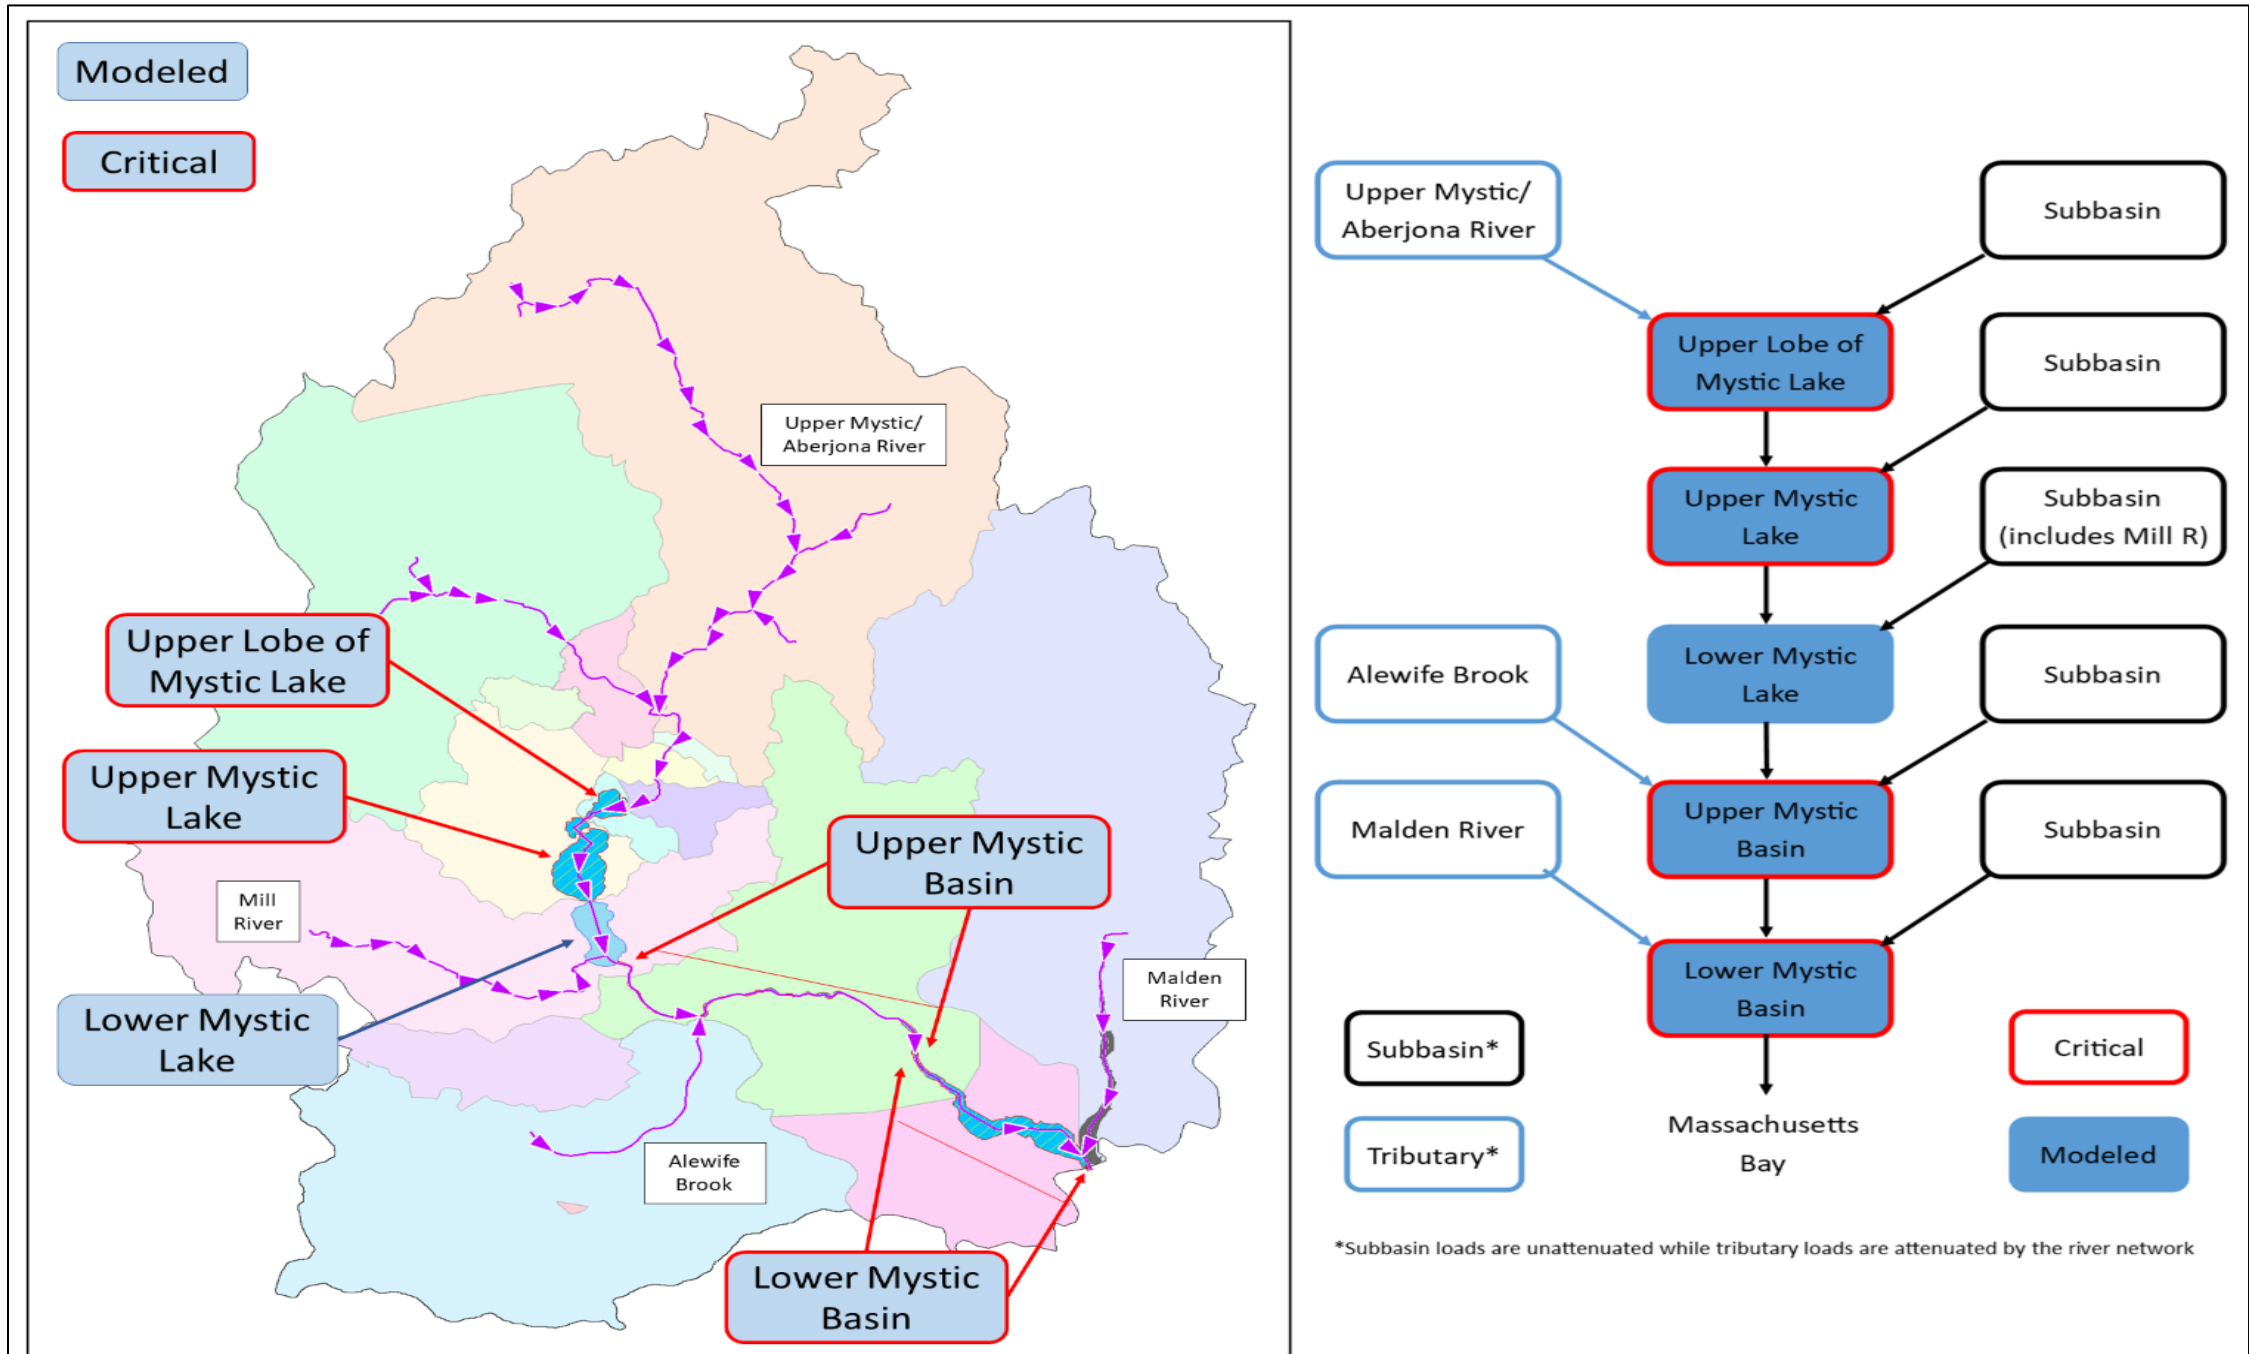 Modeled
Critical
Upper Mystic/
Aberjona River
Upper Lobe of
Mystic Lake
Upper Mystic
Lake
Upper Mystic
Basin
Mill
River
Malden
River
Lower Mystic
Lake
Alewife
Brook
Lower Mystic
Basin
Upper Mystic/
Aberjona River
Subbasin
Upper Lobe of
Mystic Lake
Subbasin
Upper Mystic
Lake
Subbasin
(includes Mill R)
Alewife Brook
Lower Mystic
Lake
Subbasin
Malden River
Upper Mystic
Basin
Subbasin
Lower Mystic
Basin
Subbasin*
Critical
Tributary*
Massachusetts
Bay
Modeled
*Subbasin loads are unattenuated while tributary loads are attenuated by the river network